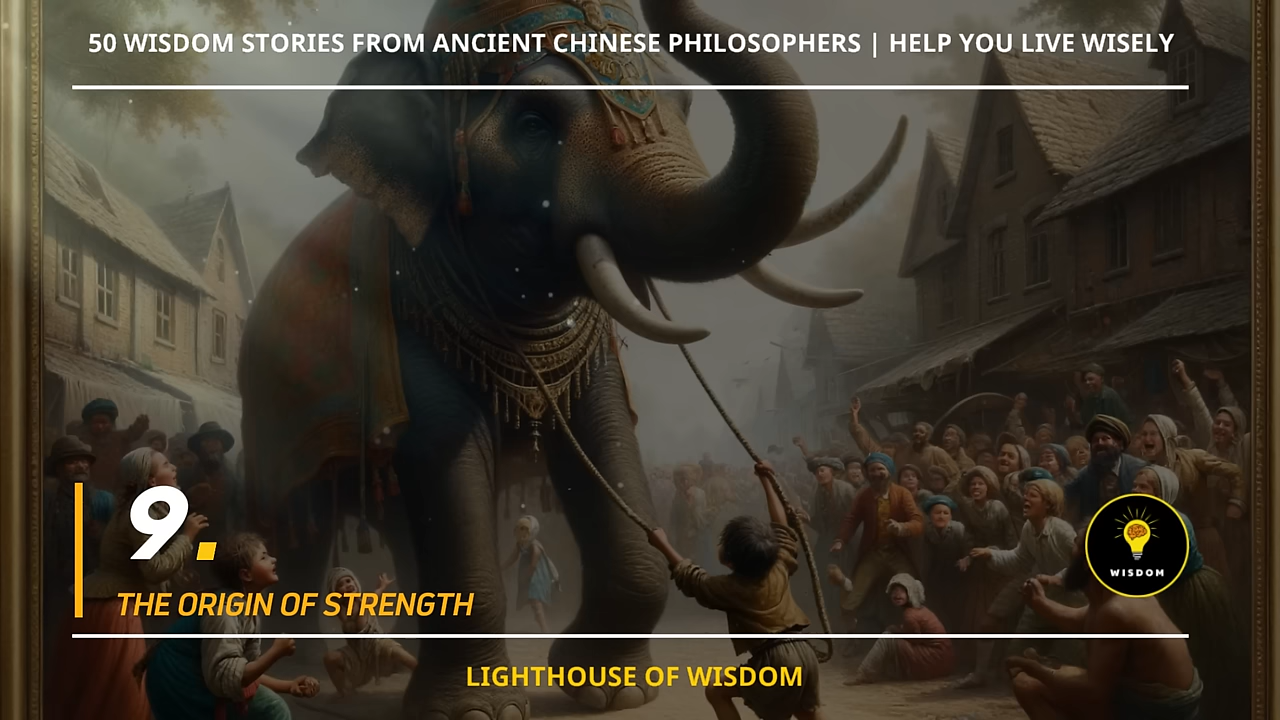 50 WISDOM STORIES FROM ANCIENT CHINESE PHILOSOPHERS | HELP YOU LIVE WISELY
9.
THE ORIGIN OF STRENGTH
WISDOM
LIGHTHOUSE OF WISDOM